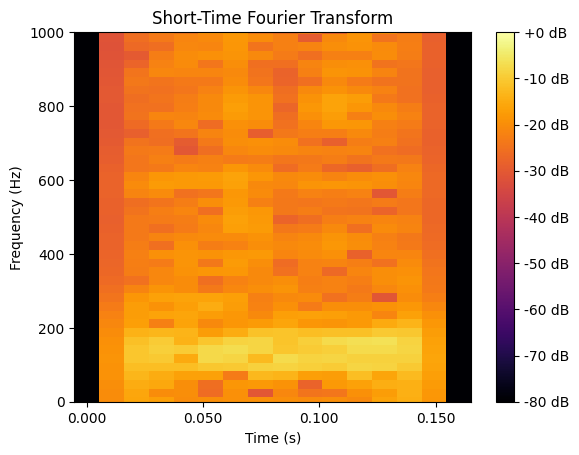 Short-Time Fourier Transform
1000
800
600
400
200
0
Frequency (Hz)
0.000
0.050
0.100
0.150
Time (s)
+0 dB
-10 dB
-20 dB
-30 dB
-40 dB
-50 dB
-60 dB
-70 dB
-80 dB